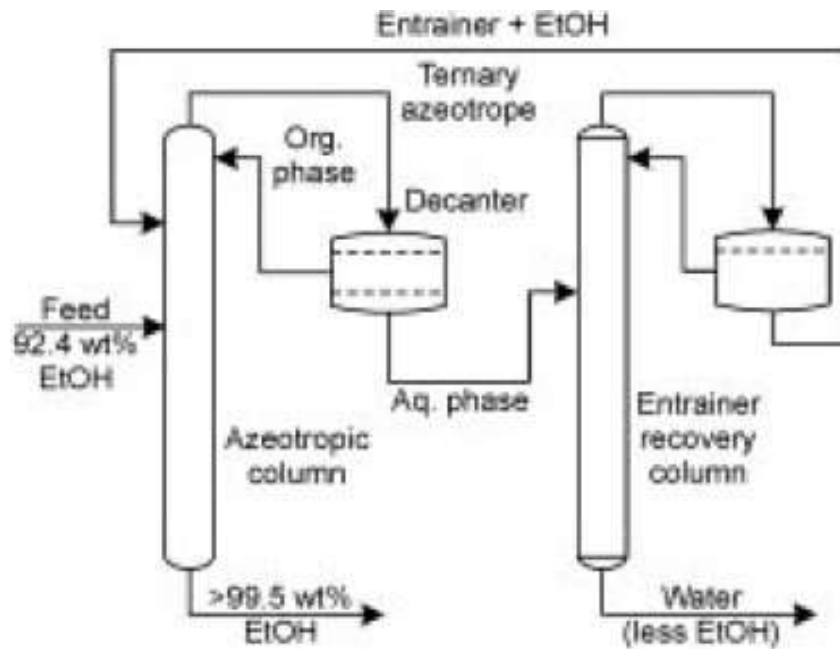 Entrainer + EtOH
Ternary
azeotrope
Org.
phase
Decanter
Feed
92.4 wt%
EtOH
Aq. phase
Azeotropic
column
Entrainer
recovery
column
>99.5 wt%
EtOH
Water
(less EtOH)